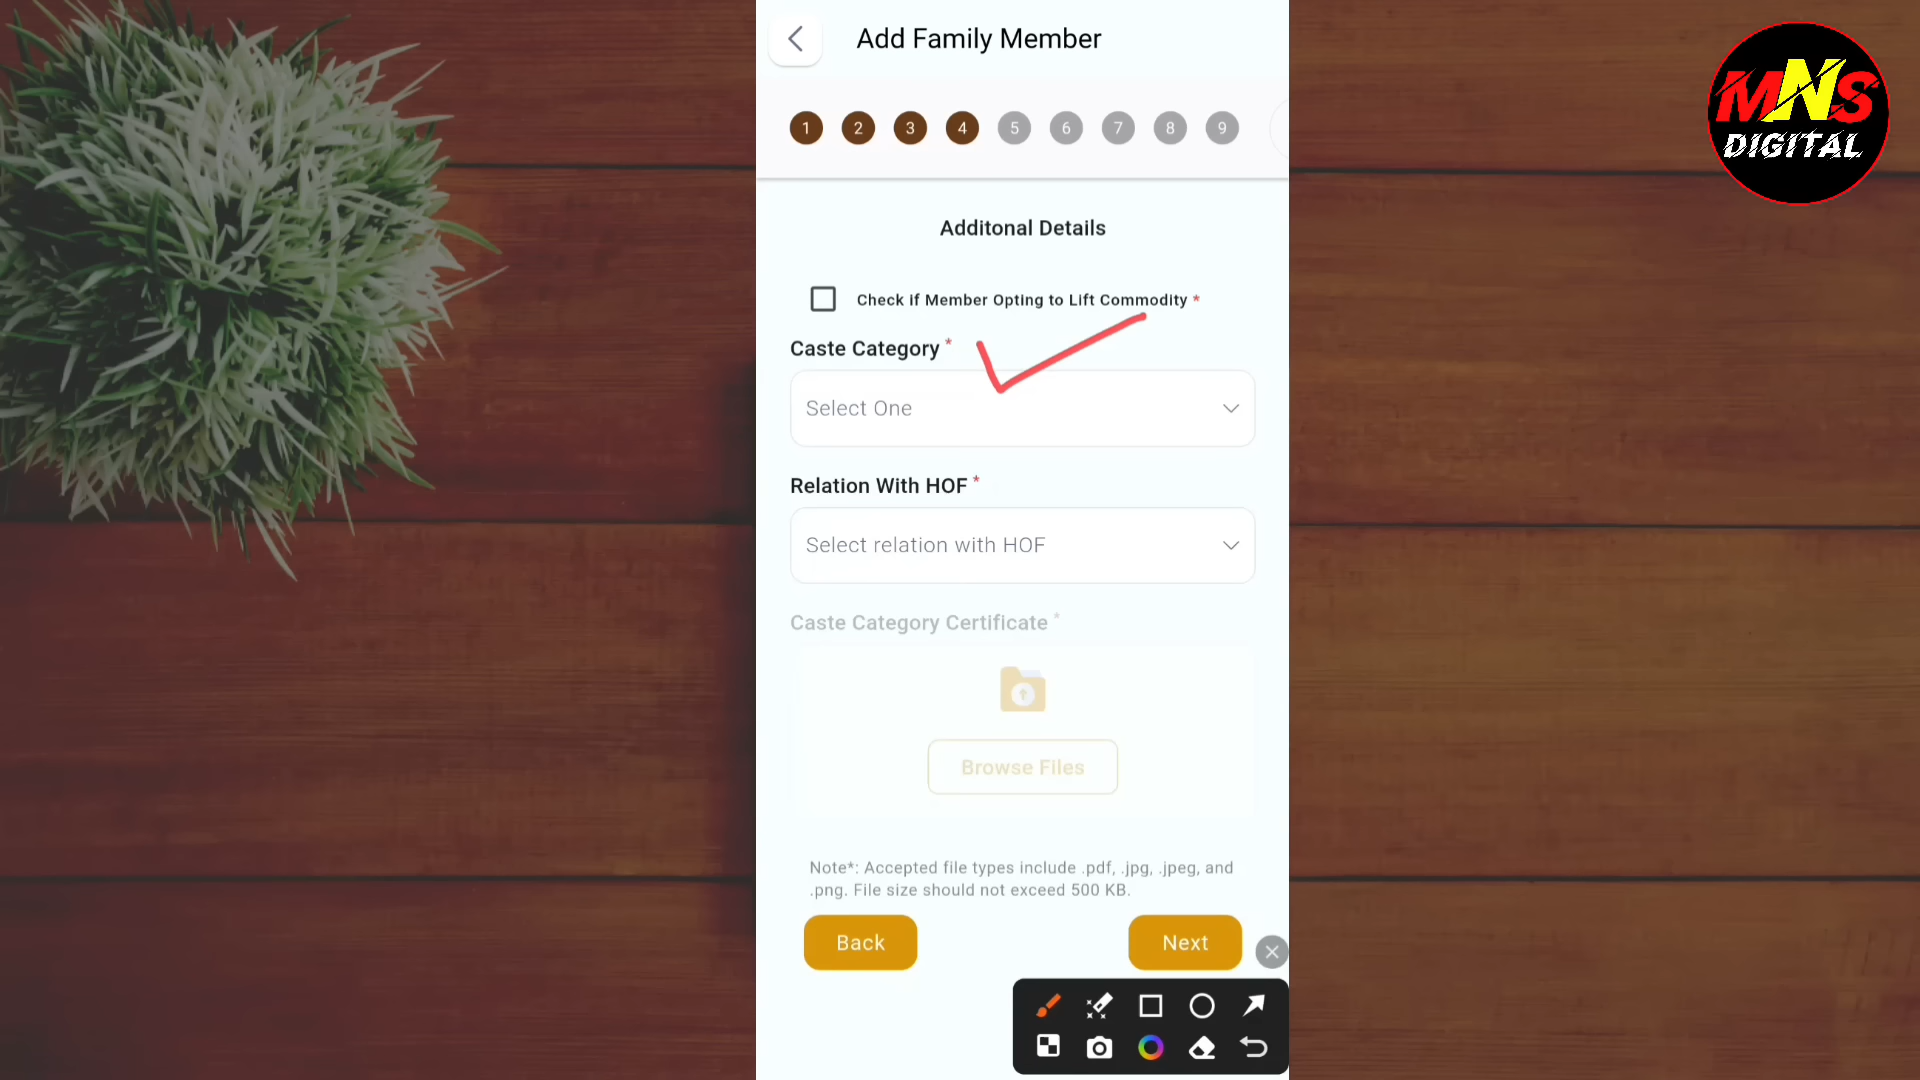 Add Family Member
1 2 3 4 5 6 7 8 9
Additonal Details
Check if Member Opting to Lift Commodity *
Caste Category *
Select One
Relation With HOF *
Select relation with HOF
Caste Category Certificate *
Browse Files
Note*: Accepted file types include .pdf, .jpg, .jpeg, and
.png. File size should not exceed 500 KB.
Back
Next
MNS
DIGITAL